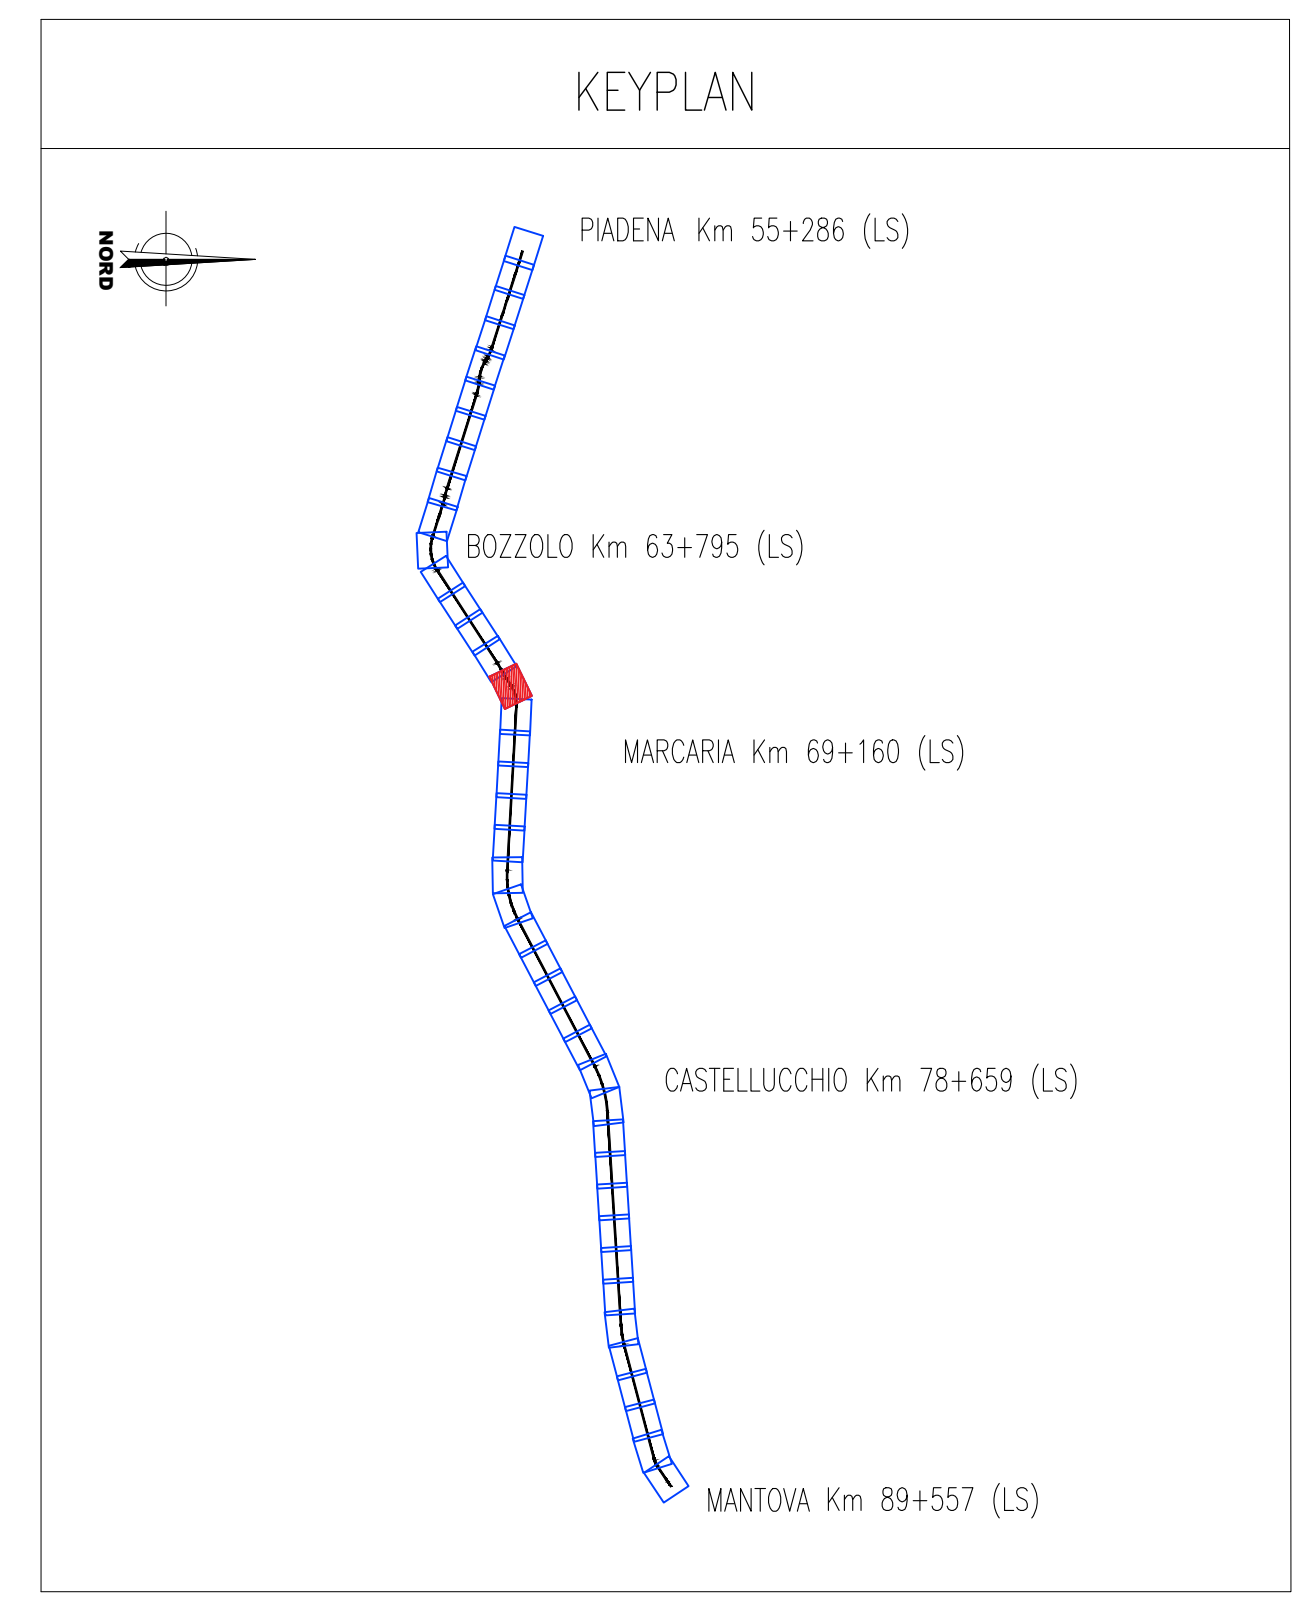 KEYPLAN
NORD
PIADENA Km 55+286 (LS)
BOZZOLO Km 63+795 (LS)
MARCARIA Km 69+160 (LS)
CASTELLUCCHIO Km 78+659 (LS)
MANTOVA Km 89+557 (LS)